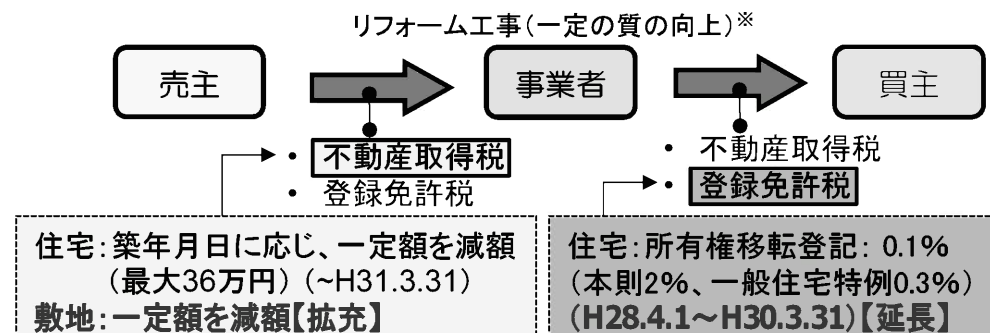 リフォーム工事(一定の質の向上)※
売主
事業者
買主
・ 不動産取得税
・ 登録免許税
・ 不動産取得税
・ 登録免許税
住宅:築年月日に応じ、一定額を減額
(最大36万円) (~H31.3.31)
敷地:一定額を減額【拡充】
住宅:所有権移転登記: 0.1%
(本則2%、一般住宅特例0.3%)
(H28.4.1～H30.3.31)【延長】